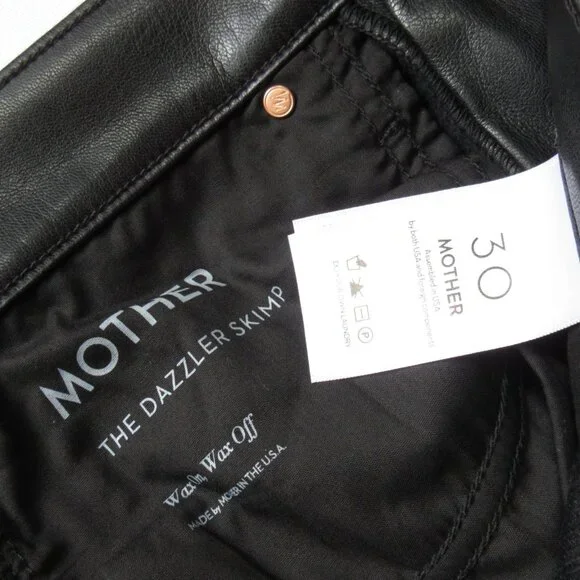 MOTHER
THE DAZZLER SKIMP
Wax On, Wax Off
MADE by MOTHER IN THE U.S.A.
30
MOTHER
Assembled in USA
by both USA and foreign components
P